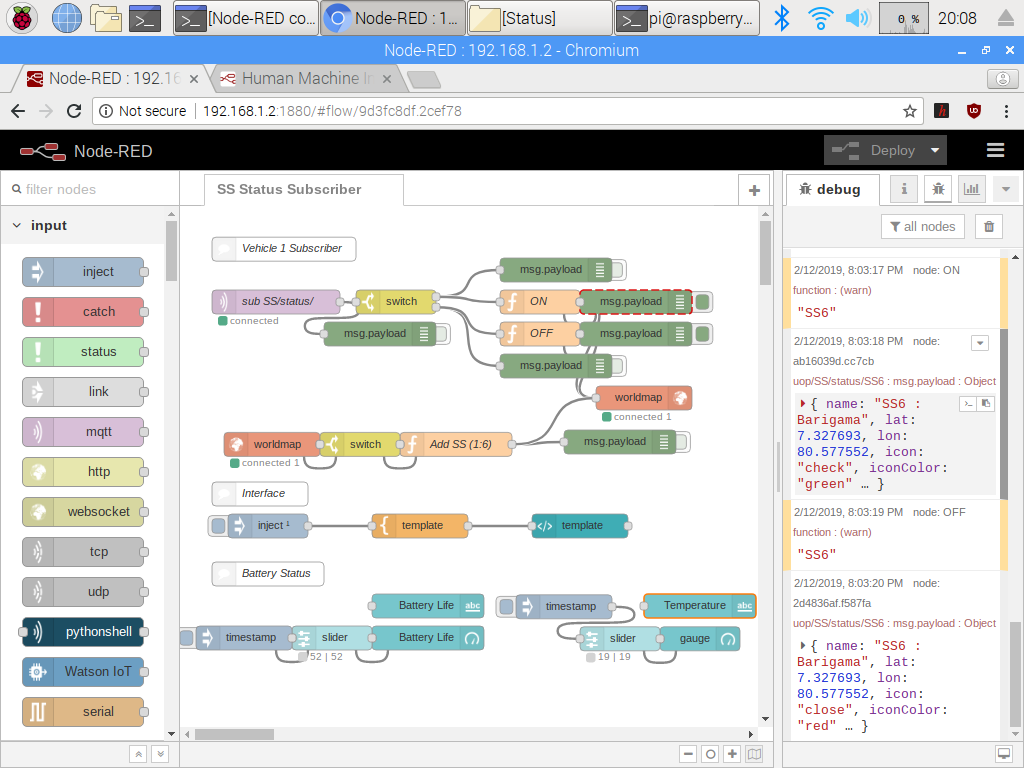 [Node-RED co...
Node-RED : 1...
[Status]
pi@raspberry...
0 %
20:08
Node-RED : 192.168.1.2 - Chromium
Node-RED : 192.16
Human Machine In
Not secure
192.168.1.2:1880/#flow/9d3fc8df.2cef78
Node-RED
Deploy
filter nodes
SS Status Subscriber
debug
all nodes
input
inject
catch
status
link
mqtt
http
websocket
tcp
udp
pythonshell
Watson IoT
serial
Vehicle 1 Subscriber
msg.payload
sub SS/status/
switch
ON
msg.payload
connected
msg.payload
OFF
msg.payload
msg.payload
worldmap
connected 1
worldmap
switch
Add SS (1:6)
msg.payload
connected 1
Interface
inject ¹
template
template
Battery Status
Battery Life
abc
timestamp
Temperature
abc
timestamp
slider
Battery Life
slider
gauge
52 | 52
19 | 19
2/12/2019, 8:03:17 PM node: ON
function : (warn)
"SS6"
2/12/2019, 8:03:18 PM node:
ab16039d.cc7cb
uop/SS/status/SS6 : msg.payload : Object
{ name: "SS6 :
Barigama", lat:
7.327693, lon:
80.577552, icon:
"check", iconColor:
"green" … }
2/12/2019, 8:03:19 PM node: OFF
function : (warn)
"SS6"
2/12/2019, 8:03:20 PM node:
2d4836af.f587fa
uop/SS/status/SS6 : msg.payload : Object
{ name: "SS6 :
Barigama", lat:
7.327693, lon:
80.577552, icon:
"close", iconColor:
"red" … }